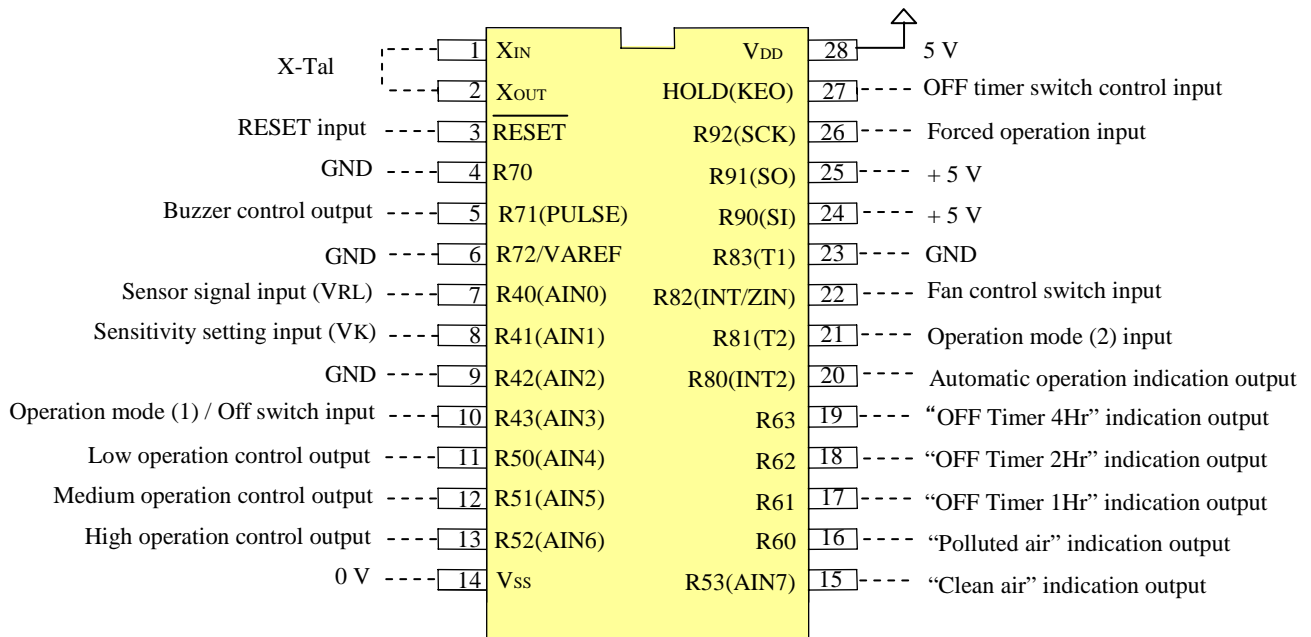 X-Tal
1 XIN VDD 28 5 V
2 XOUT HOLD(KEO) 27 OFF timer switch control input
RESET input 3 RESET R92(SCK) 26 Forced operation input
GND 4 R70 R91(SO) 25 + 5 V
Buzzer control output 5 R71(PULSE) R90(SI) 24 + 5 V
GND 6 R72/VAREF R83(T1) 23 GND
Sensor signal input (VRL) 7 R40(AIN0) R82(INT/ZIN) 22 Fan control switch input
Sensitivity setting input (VK) 8 R41(AIN1) R81(T2) 21 Operation mode (2) input
GND 9 R42(AIN2) R80(INT2) 20 Automatic operation indication output
Operation mode (1) / Off switch input 10 R43(AIN3) R63 19 “OFF Timer 4Hr” indication output
Low operation control output 11 R50(AIN4) R62 18 “OFF Timer 2Hr” indication output
Medium operation control output 12 R51(AIN5) R61 17 “OFF Timer 1Hr” indication output
High operation control output 13 R52(AIN6) R60 16 “Polluted air” indication output
0 V 14 Vss R53(AIN7) 15 “Clean air” indication output